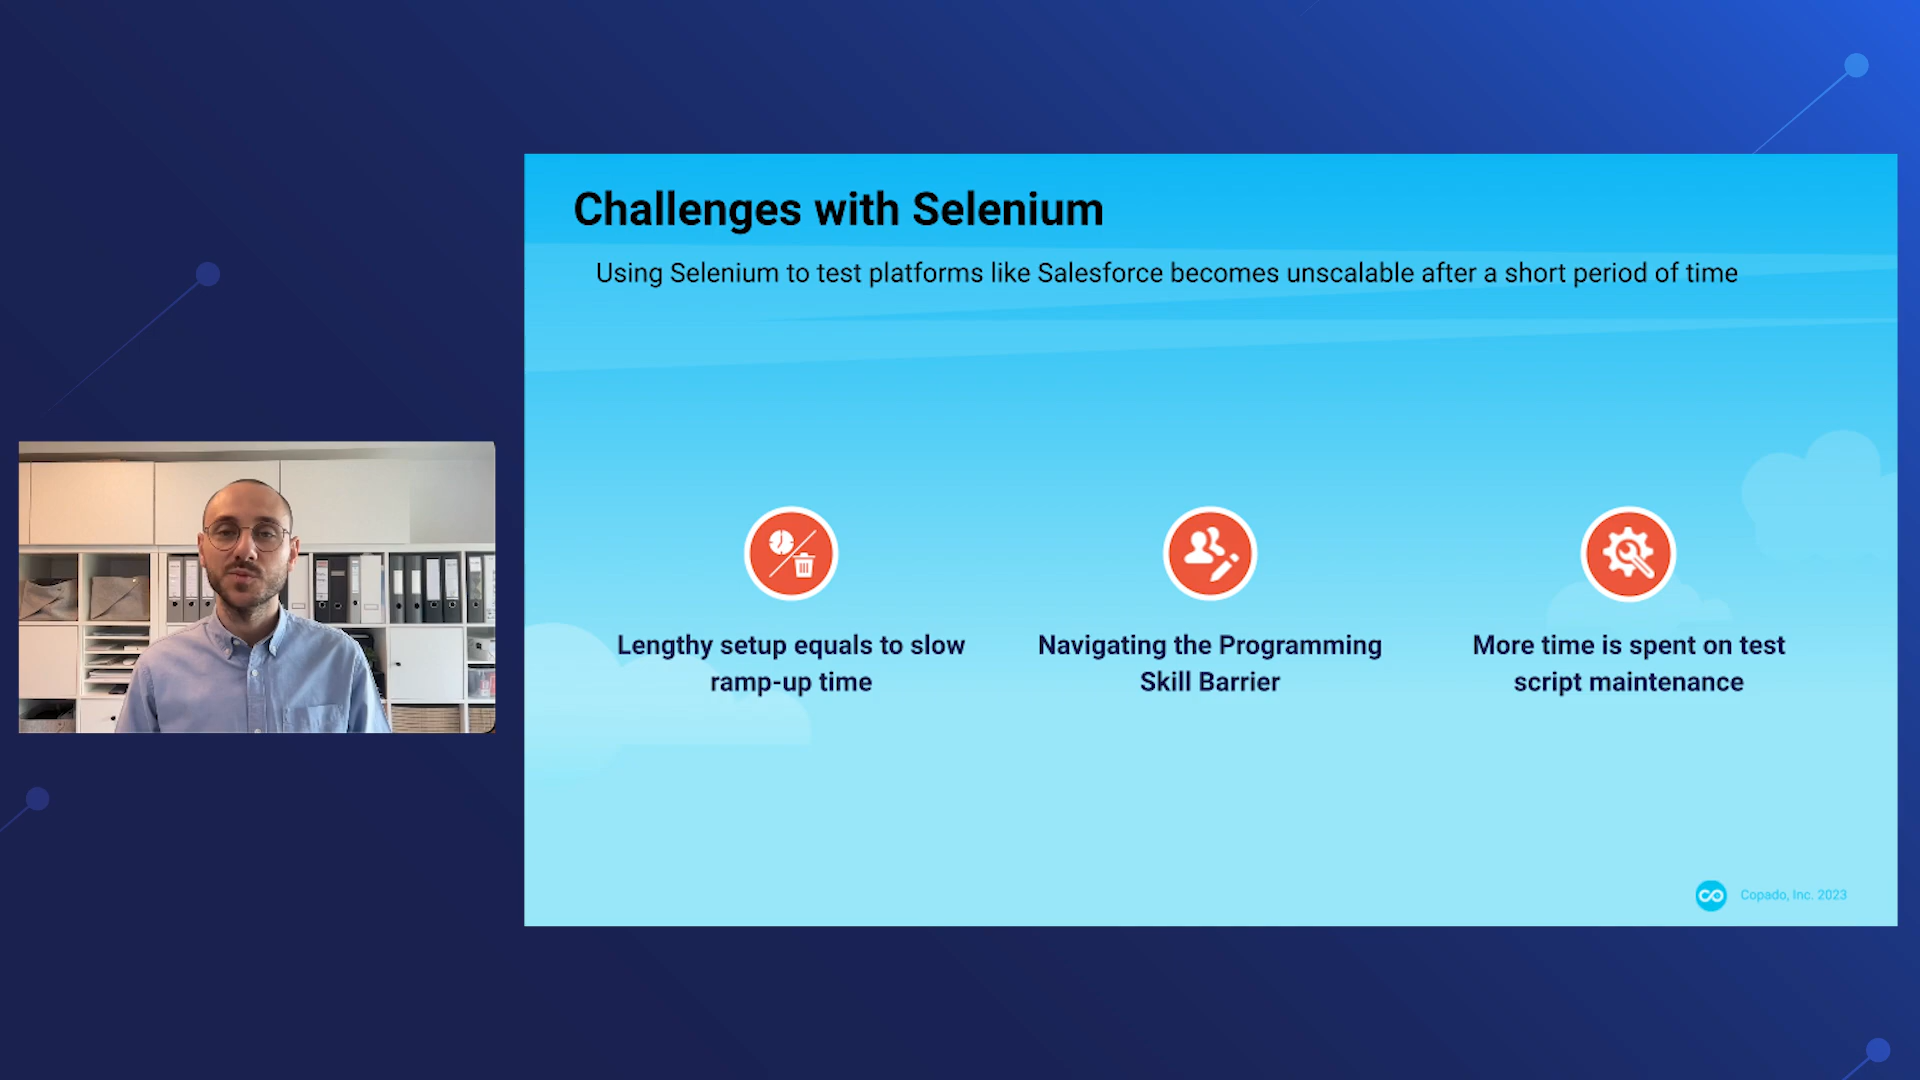 Challenges with Selenium
Using Selenium to test platforms like Salesforce becomes unscalable after a short period of time
Lengthy setup equals to slow
ramp-up time
Navigating the Programming
Skill Barrier
More time is spent on test
script maintenance
Copado, Inc. 2023